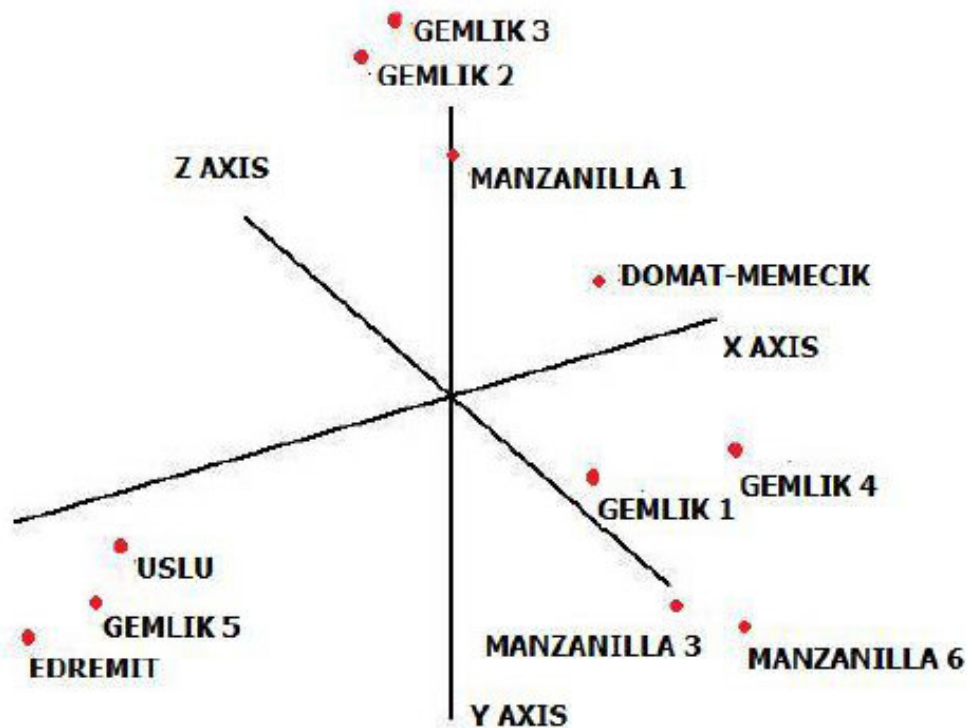 GEMLIK 3
GEMLIK 2
Z AXIS
MANZANILLA 1
DOMAT-MEMECIK
X AXIS
GEMLIK 4
GEMLIK 1
USLU
GEMLIK 5
EDREMIT
MANZANILLA 3
MANZANILLA 6
Y AXIS